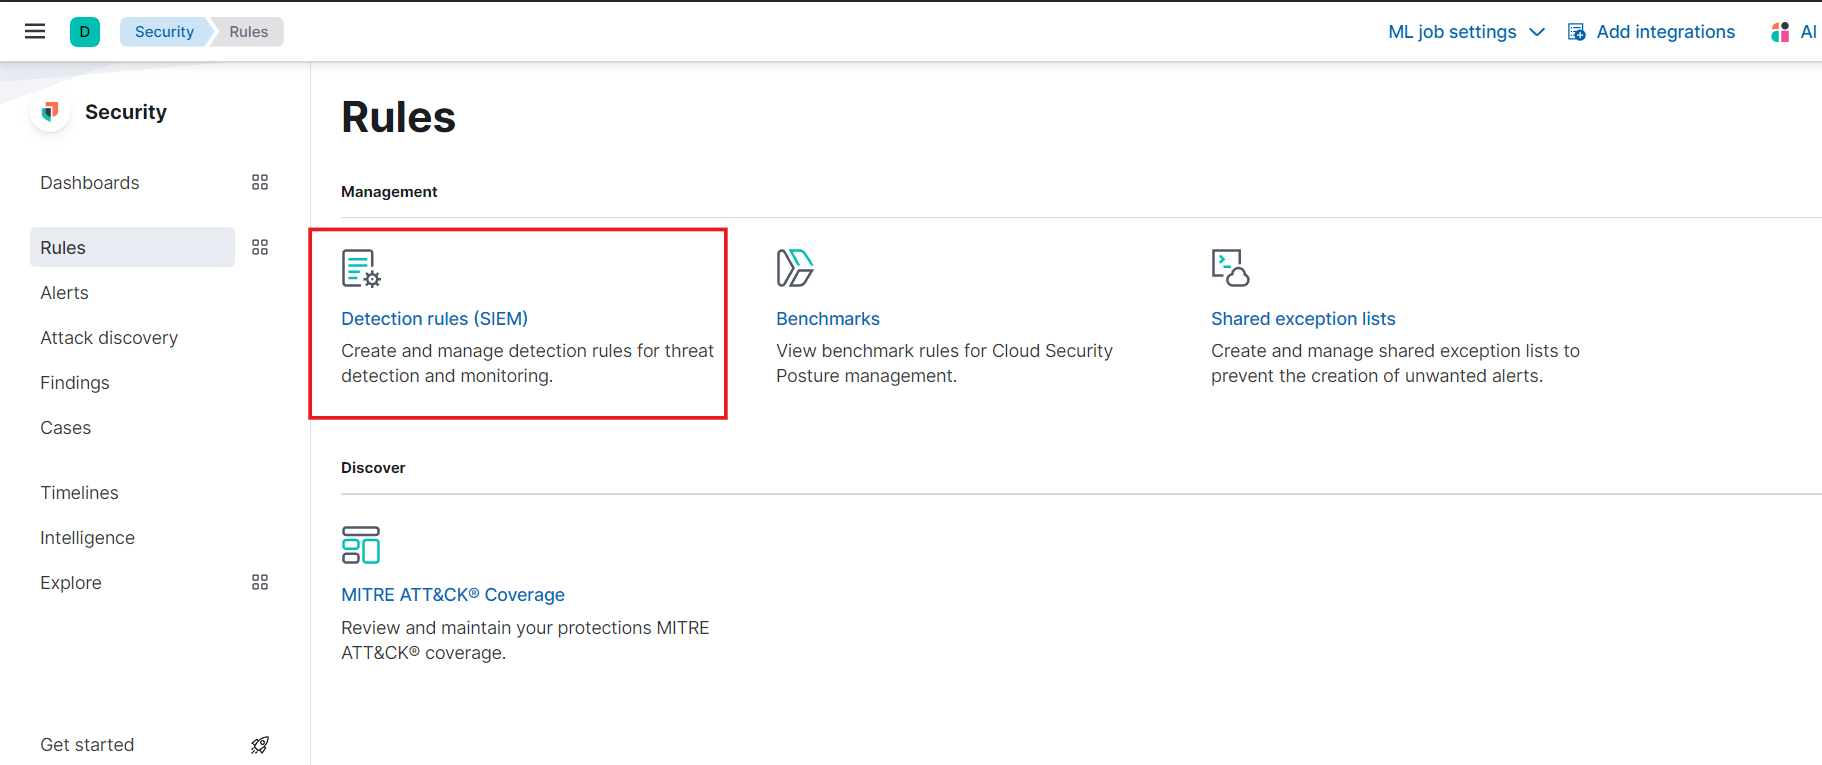 D
Security
Rules
ML job settings
Add integrations
AI
Security
Dashboards
Rules
Alerts
Attack discovery
Findings
Cases
Timelines
Intelligence
Explore
Get started
Rules
Management
Detection rules (SIEM)
Create and manage detection rules for threat
detection and monitoring.
Benchmarks
View benchmark rules for Cloud Security
Posture management.
Shared exception lists
Create and manage shared exception lists to
prevent the creation of unwanted alerts.
Discover
MITRE ATT&CK® Coverage
Review and maintain your protections MITRE
ATT&CK® coverage.